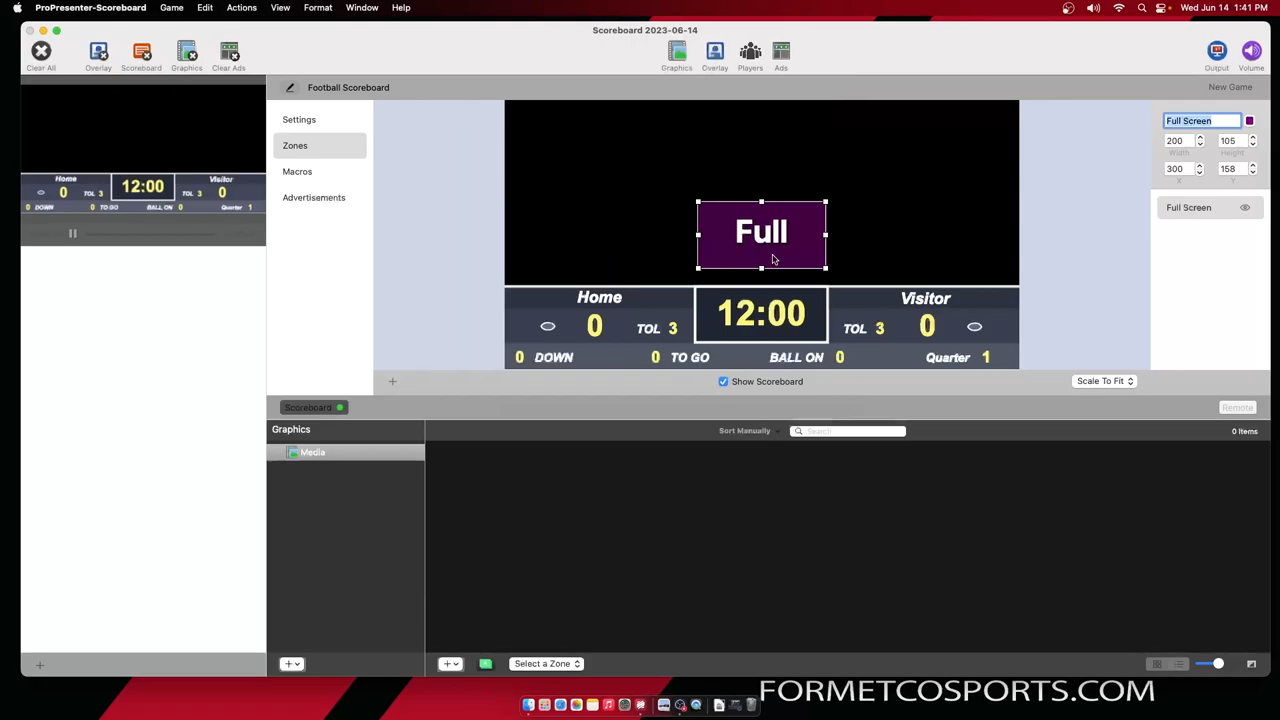 ProPresenter-Scoreboard Game Edit Actions View Format Window Help Wed Jun 14 1:41 PM
Scoreboard 2023-06-14
Clear All Overlay Scoreboard Graphics Clear Ads Graphics Overlay Players Ads Output Volume
Football Scoreboard New Game
Home 0 TOL 3 12:00 TOL 3 Visitor 0
0 DOWN 0 TO GO BALL ON 0 Quarter 1
Settings
Zones
Macros
Advertisements
Full
Home 0 TOL 3 12:00 TOL 3 Visitor 0
0 DOWN 0 TO GO BALL ON 0 Quarter 1
Full Screen
200 105
Width Height
300 158
X Y
Full Screen
Show Scoreboard Scale To Fit
Scoreboard Remote
Graphics Sort Manually Search 0 Items
Media
Select a Zone
FORMETCOSPORTS.COM